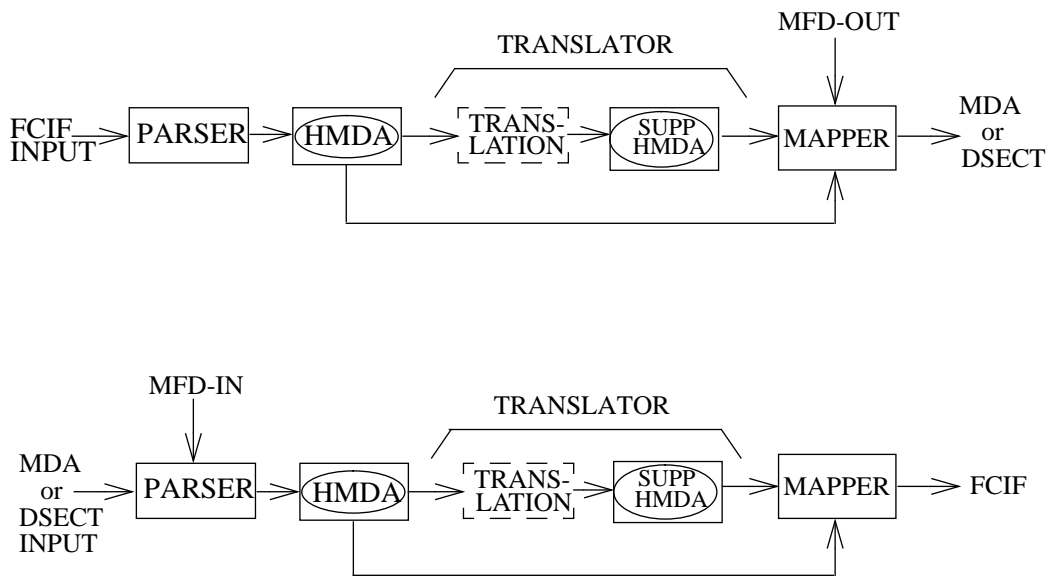 TRANSLATOR
MFD-OUT
FCIF
INPUT
PARSER
HMDA
TRANS-
LATION
SUPP
HMDA
MAPPER
MDA
or
DSECT
MFD-IN
TRANSLATOR
MDA
or
DSECT
INPUT
PARSER
HMDA
TRANS-
LATION
SUPP
HMDA
MAPPER
FCIF